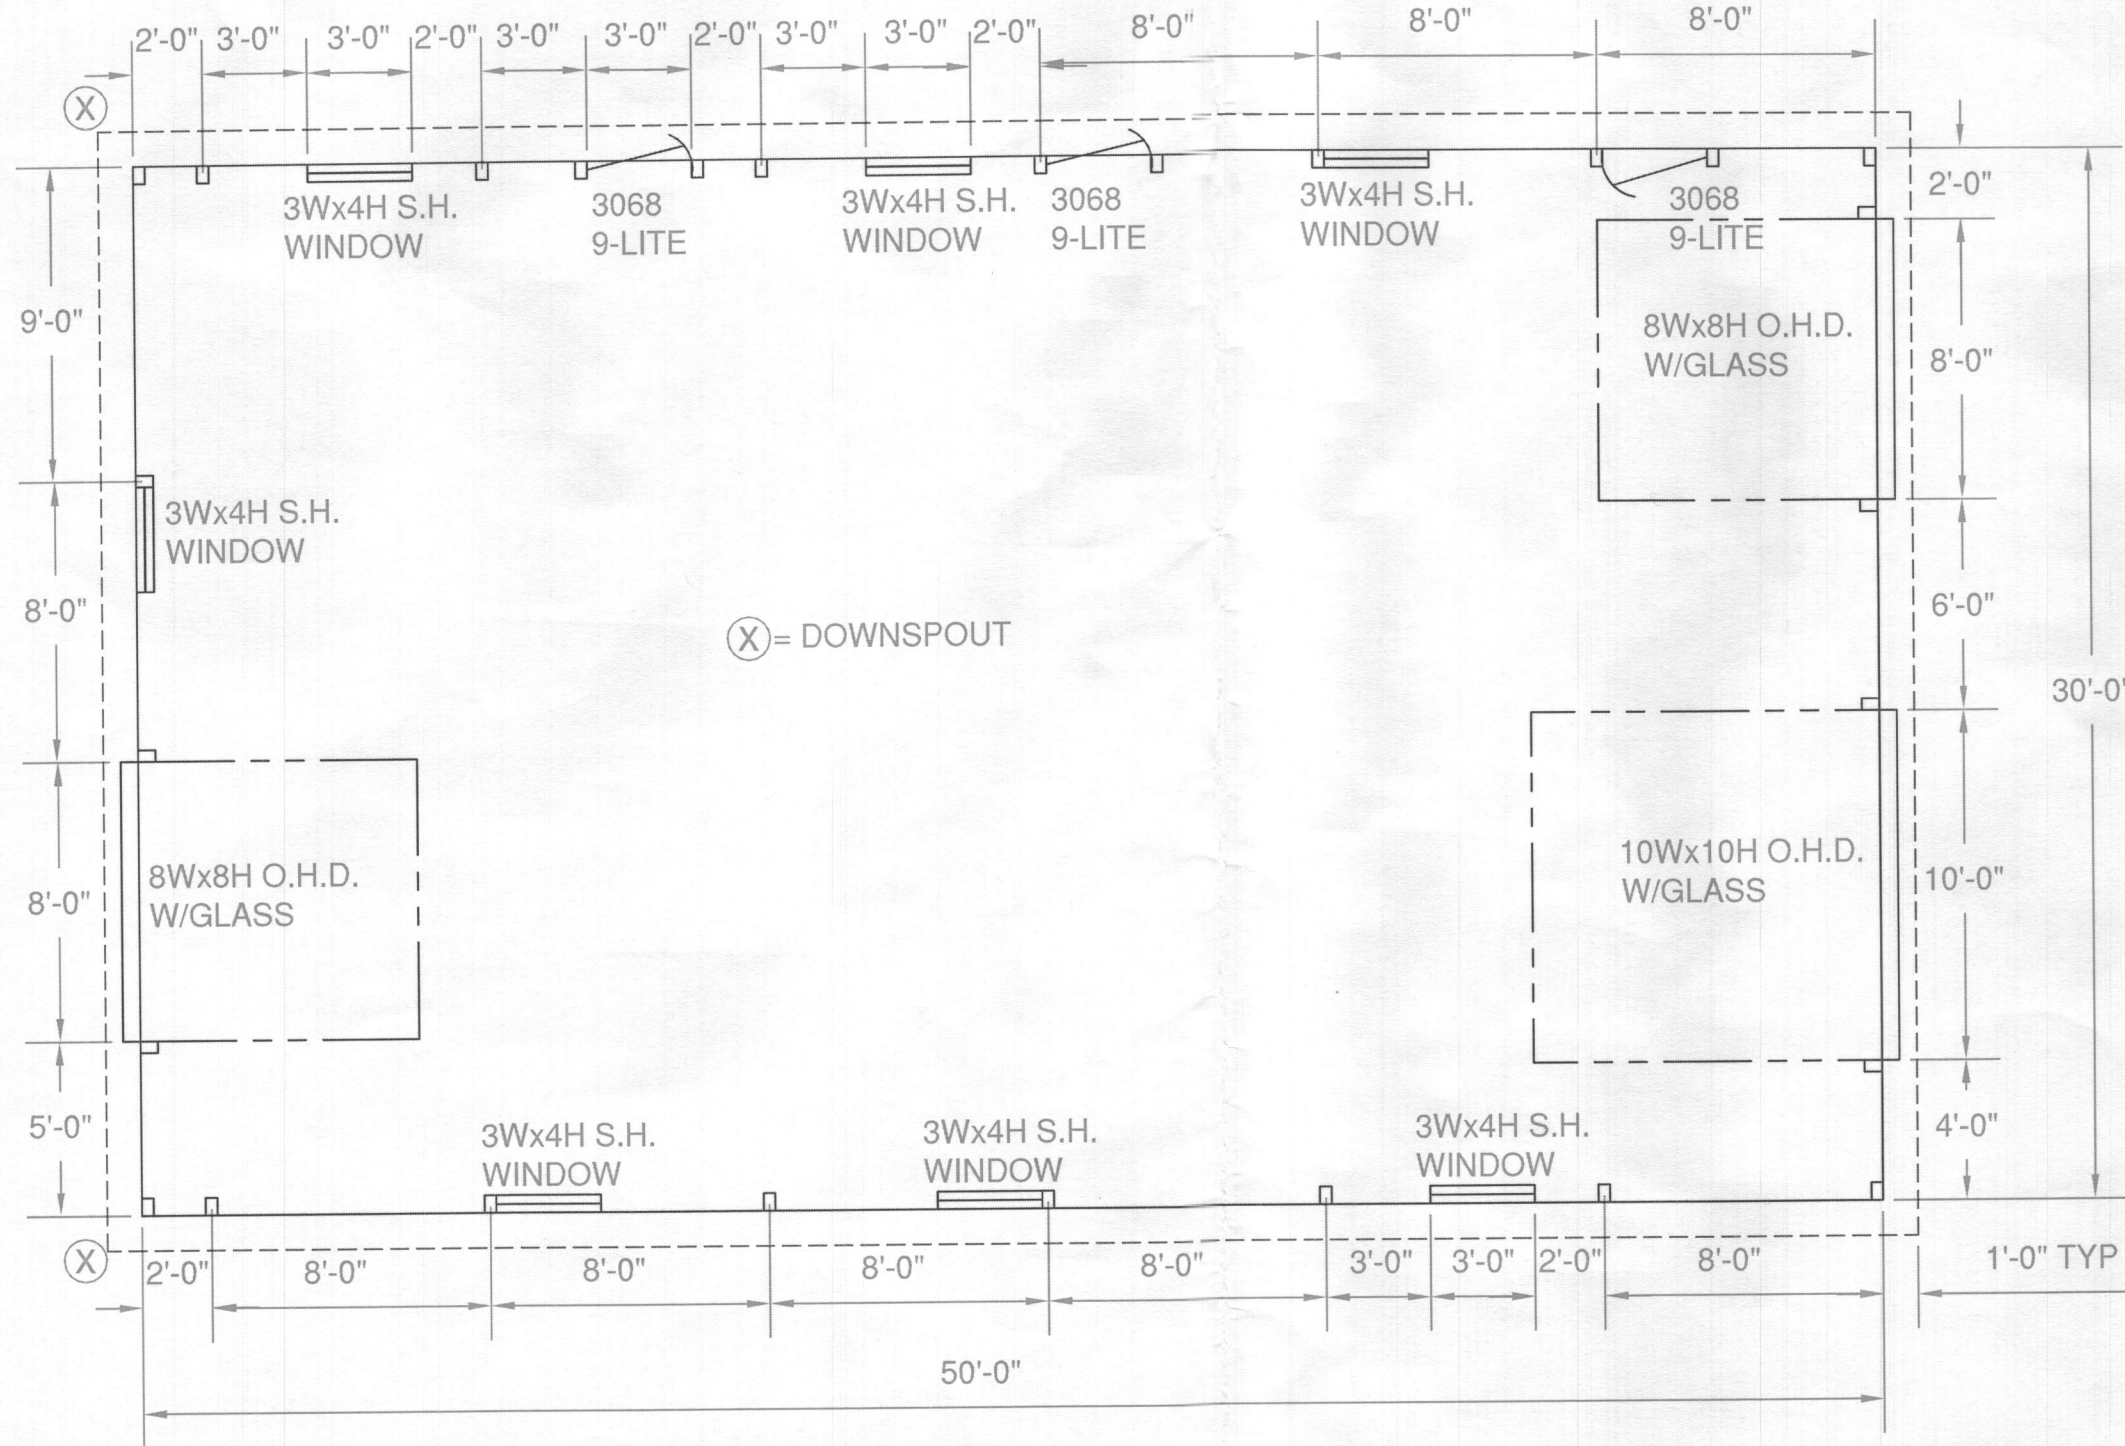 2'-0" 3'-0" 3'-0" 2'-0" 3'-0" 3'-0" 2'-0" 3'-0" 3'-0" 2'-0" 8'-0" 8'-0" 8'-0"
X
2'-0"
3Wx4H S.H.
WINDOW
3068
9-LITE
3Wx4H S.H.
WINDOW
3068
9-LITE
3Wx4H S.H.
WINDOW
3068
9-LITE
9'-0"
8Wx8H O.H.D.
W/GLASS
8'-0"
3Wx4H S.H.
WINDOW
8'-0"
X = DOWNSPOUT
6'-0"
30'-0"
8Wx8H O.H.D.
W/GLASS
8'-0"
10Wx10H O.H.D.
W/GLASS
10'-0"
5'-0"
3Wx4H S.H.
WINDOW
3Wx4H S.H.
WINDOW
3Wx4H S.H.
WINDOW
4'-0"
X
2'-0" 8'-0" 8'-0" 8'-0" 8'-0" 3'-0" 3'-0" 2'-0" 8'-0" 1'-0" TYP
50'-0"